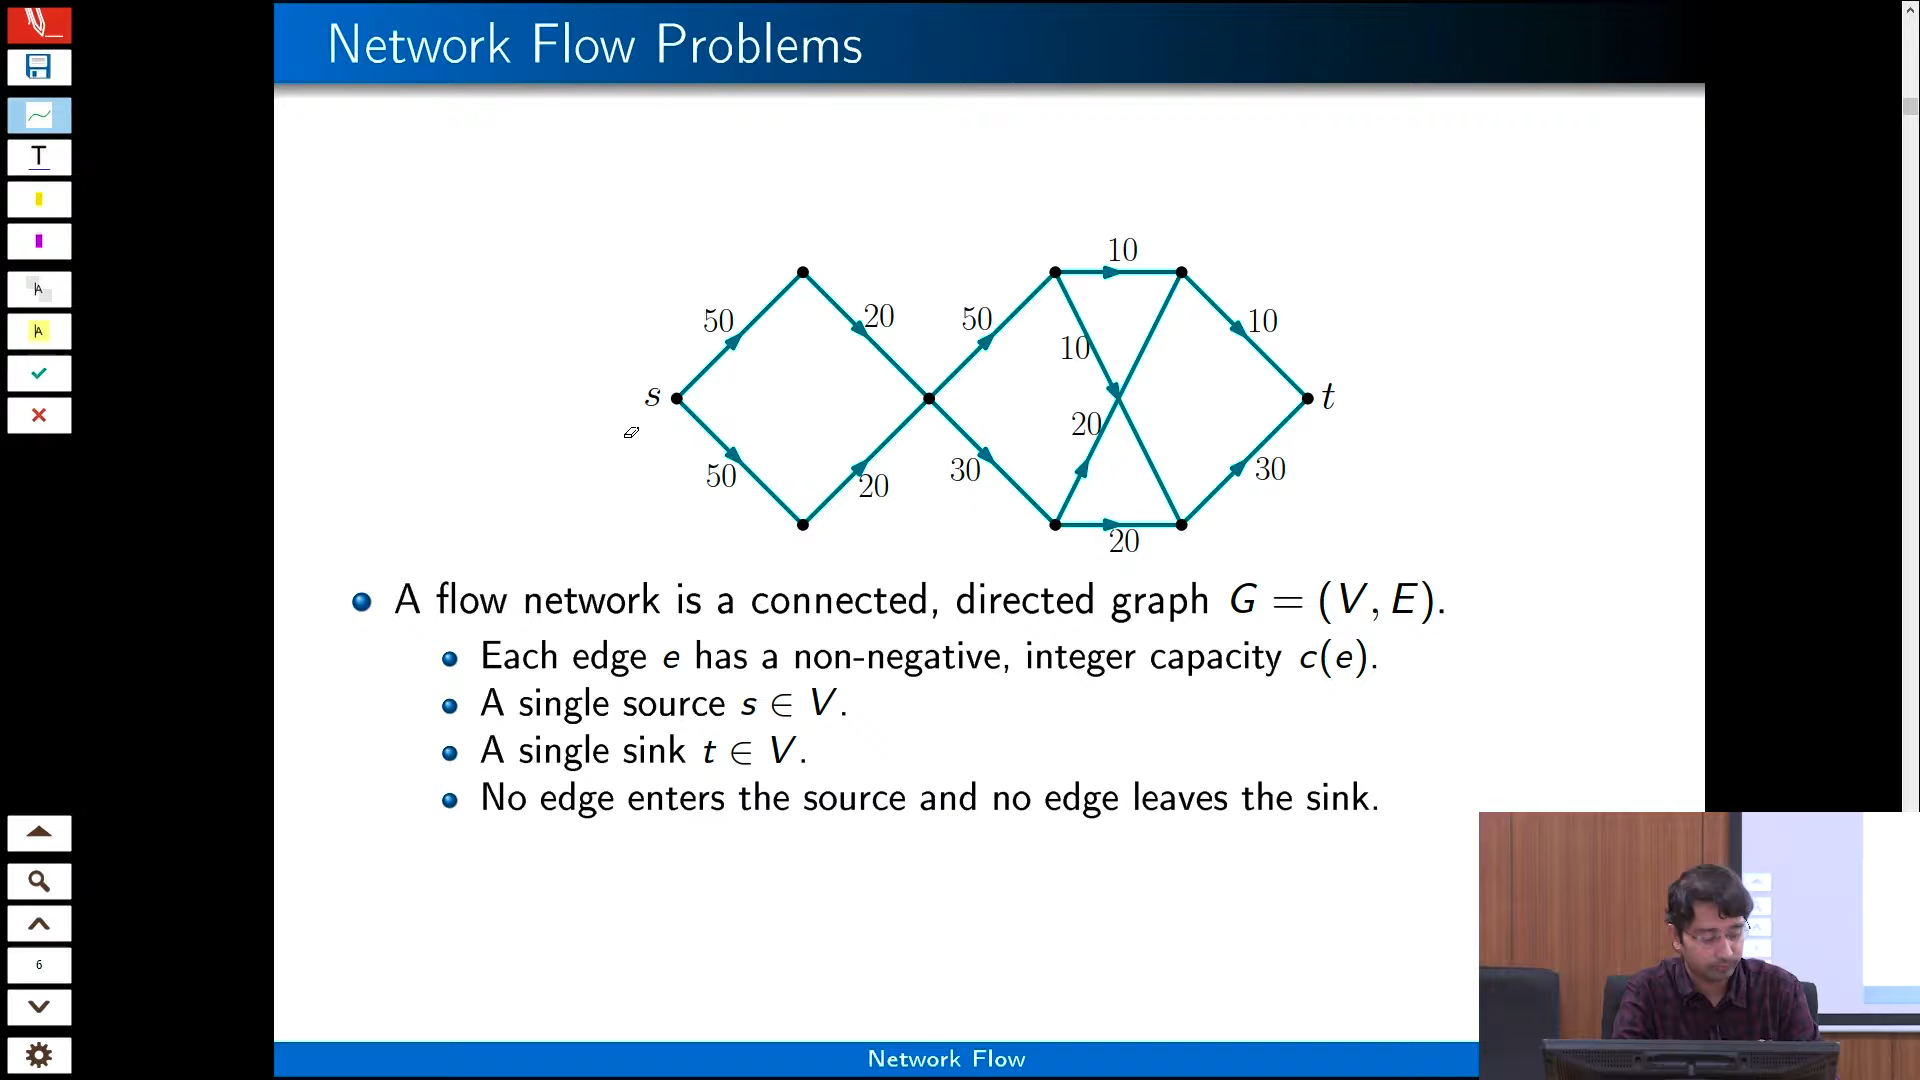 Network Flow Problems
10
50
20
50
10
10
s
t
20
50
20
30
30
20
A flow network is a connected, directed graph G = (V, E).
Each edge e has a non-negative, integer capacity c(e).
A single source s ∈ V.
A single sink t ∈ V.
No edge enters the source and no edge leaves the sink.
T
A
A
6
Network Flow